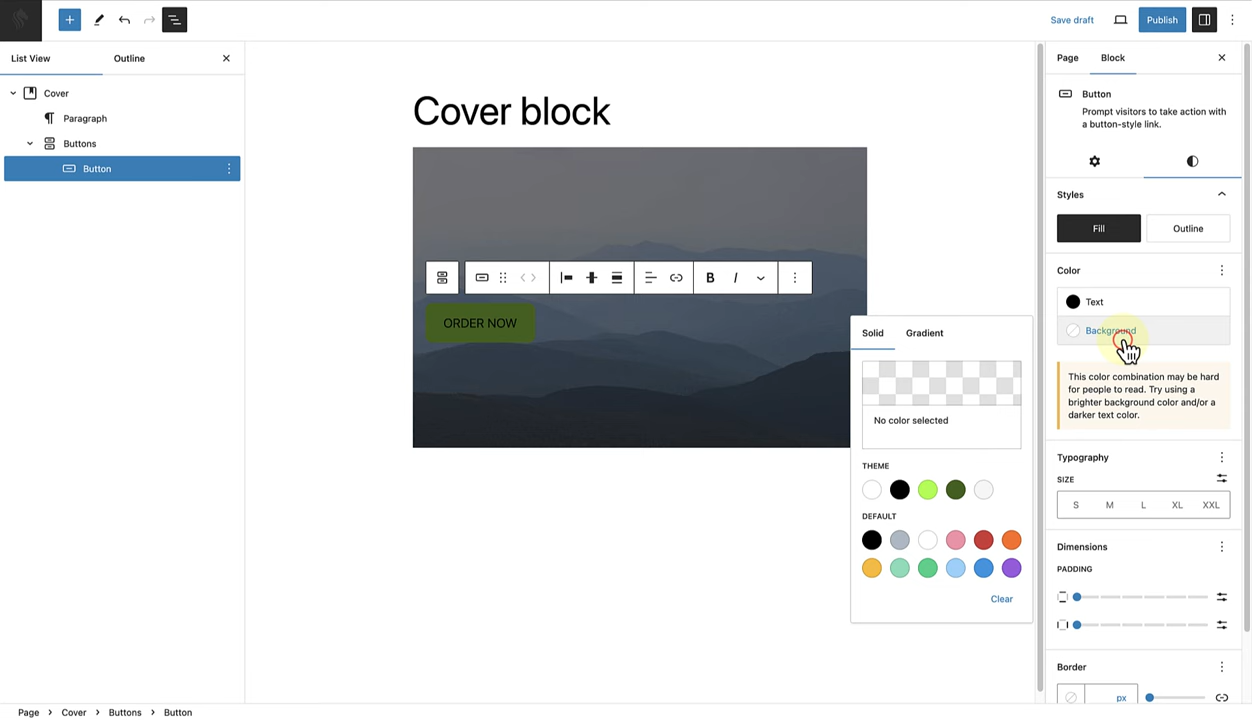 Save draft
Publish
List View
Outline
Cover
Paragraph
Buttons
Button
Cover block
B I
ORDER NOW
Solid
Gradient
No color selected
THEME
DEFAULT
Clear
Page
Block
Button
Prompt visitors to take action with
a button-style link.
Styles
Fill
Outline
Color
Text
Background
This color combination may be hard
for people to read. Try using a
brighter background color and/or a
darker text color.
Typography
SIZE
S M L XL XXL
Dimensions
PADDING
Border
px
Page > Cover > Buttons > Button